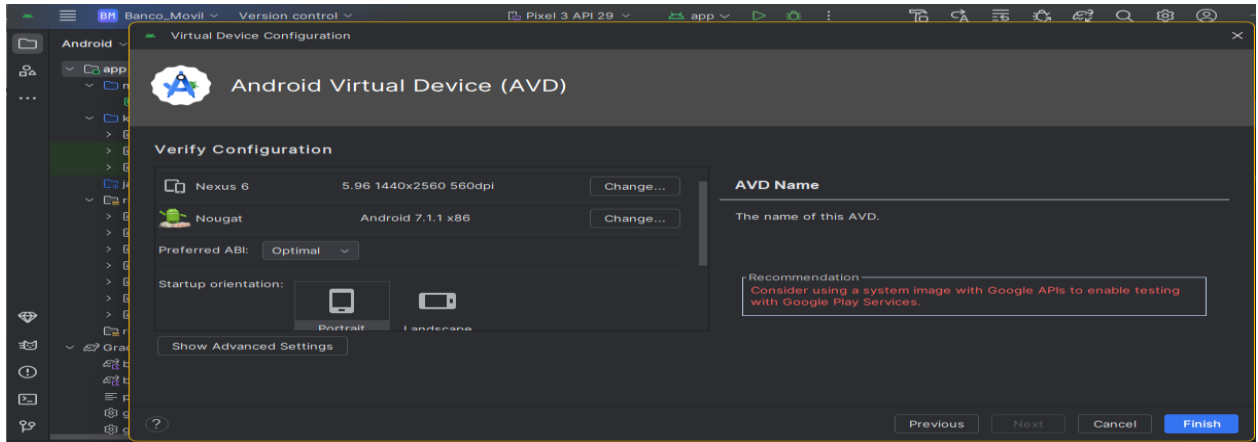 BM Banco_Movil Version control Pixel 3 API 29 app
Android
Virtual Device Configuration
app
Android Virtual Device (AVD)
Verify Configuration
Nexus 6 5.96 1440x2560 560dpi Change...
Nougat Android 7.1.1 x86 Change...
Preferred ABI: Optimal
Startup orientation:
Portrait Landscape
Show Advanced Settings
AVD Name
The name of this AVD.
Recommendation
Consider using a system image with Google APIs to enable testing
with Google Play Services.
? Previous Next Cancel Finish